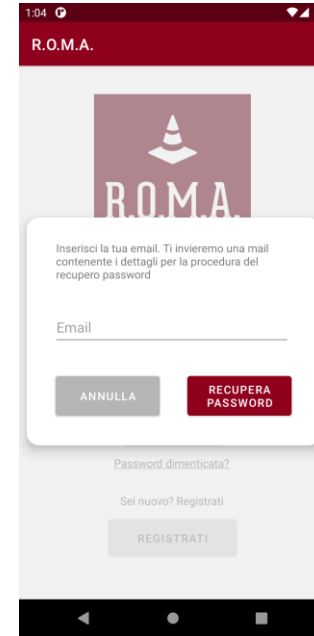 1:04
R.O.M.A.
R.O.M.A.
Inserisci la tua email. Ti invieremo una mail
contenente i dettagli per la procedura del
recupero password
Email
ANNULLA
RECUPERA
PASSWORD
Password dimenticata?
Sei nuovo? Registrati
REGISTRATI